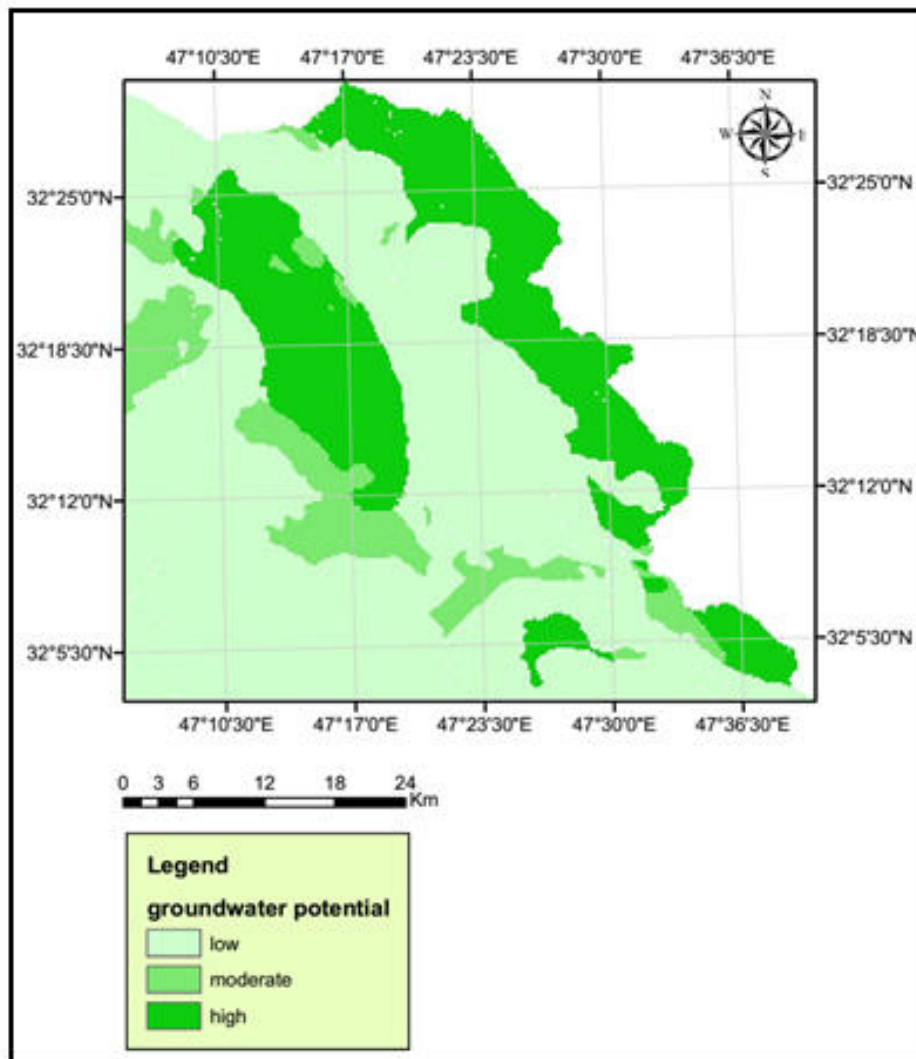 47°10'30"E 47°17'0"E 47°23'30"E 47°30'0"E 47°36'30"E
N
W E
S
32°25'0"N 32°25'0"N
32°18'30"N 32°18'30"N
32°12'0"N 32°12'0"N
32°5'30"N 32°5'30"N
47°10'30"E 47°17'0"E 47°23'30"E 47°30'0"E 47°36'30"E
0 3 6 12 18 24
Km
Legend
groundwater potential
low
moderate
high